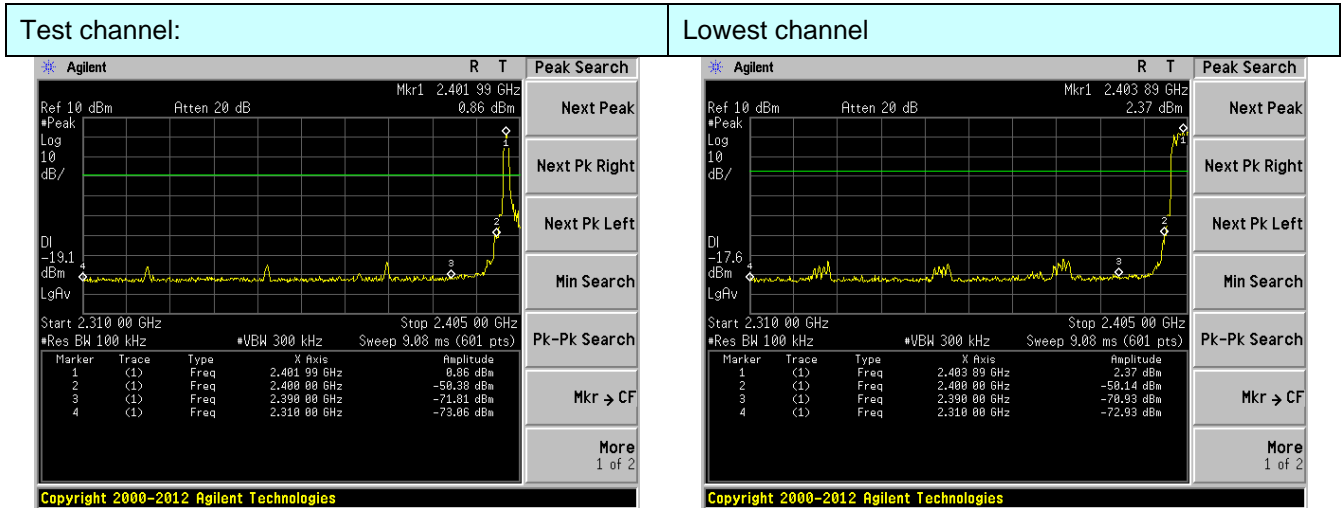 Test channel: Lowest channel
Agilent R T Peak Search
Mkr1 2.401 99 GHz
Ref 10 dBm Atten 20 dB 0.86 dBm
#Peak
Log
10
dB/
1
2
3
4
DI
-19.1
dBm
LgAv
Start 2.310 00 GHz Stop 2.405 00 GHz
#Res BW 100 kHz #VBW 300 kHz Sweep 9.08 ms (601 pts)
Marker Trace Type X Axis Amplitude
1 (1) Freq 2.401 99 GHz 0.86 dBm
2 (1) Freq 2.400 00 GHz -50.38 dBm
3 (1) Freq 2.390 00 GHz -71.81 dBm
4 (1) Freq 2.310 00 GHz -73.06 dBm
Next Peak
Next Pk Right
Next Pk Left
Min Search
Pk-Pk Search
Mkr → CF
More
1 of 2
Copyright 2000-2012 Agilent Technologies
Agilent R T Peak Search
Mkr1 2.403 89 GHz
Ref 10 dBm Atten 20 dB 2.37 dBm
#Peak
Log
10
dB/
1
2
3
4
DI
-17.6
dBm
LgAv
Start 2.310 00 GHz Stop 2.405 00 GHz
#Res BW 100 kHz #VBW 300 kHz Sweep 9.08 ms (601 pts)
Marker Trace Type X Axis Amplitude
1 (1) Freq 2.403 89 GHz 2.37 dBm
2 (1) Freq 2.400 00 GHz -50.14 dBm
3 (1) Freq 2.390 00 GHz -70.93 dBm
4 (1) Freq 2.310 00 GHz -72.93 dBm
Next Peak
Next Pk Right
Next Pk Left
Min Search
Pk-Pk Search
Mkr → CF
More
1 of 2
Copyright 2000-2012 Agilent Technologies